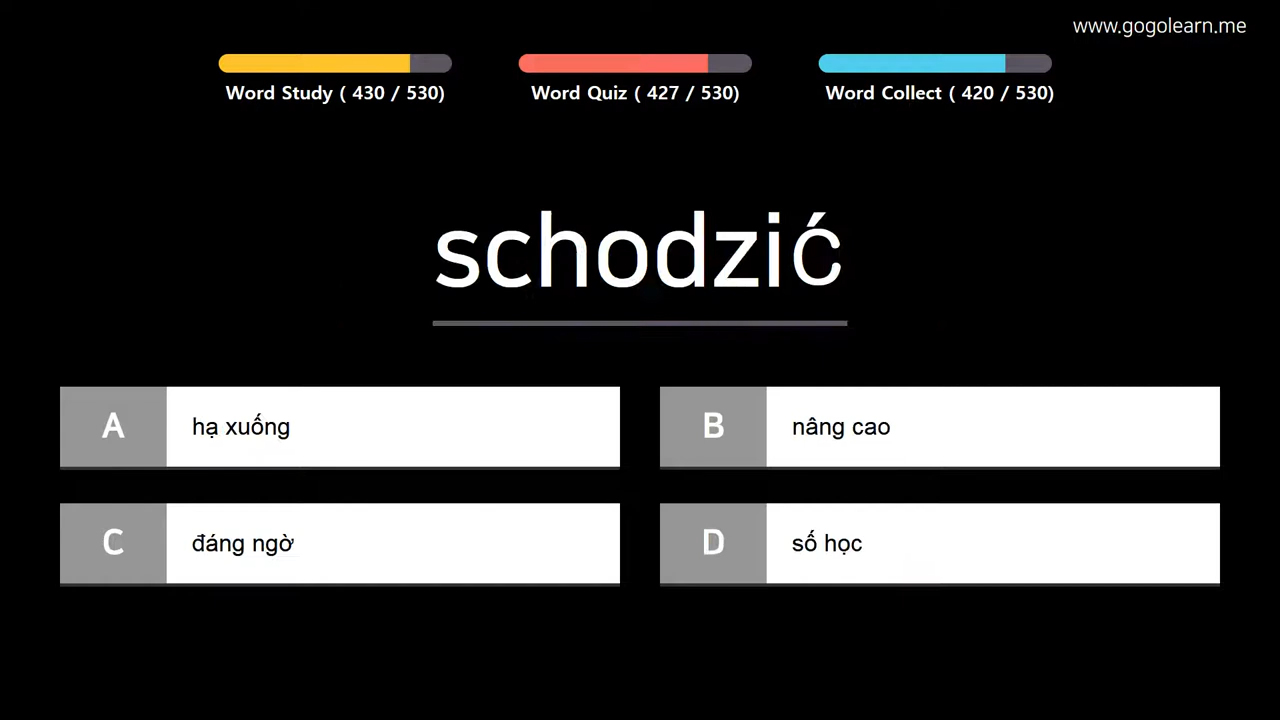 www.gogolearn.me
Word Study ( 430 / 530)
Word Quiz ( 427 / 530)
Word Collect ( 420 / 530)
schodzić
A hạ xuống
B nâng cao
C đáng ngờ
D số học